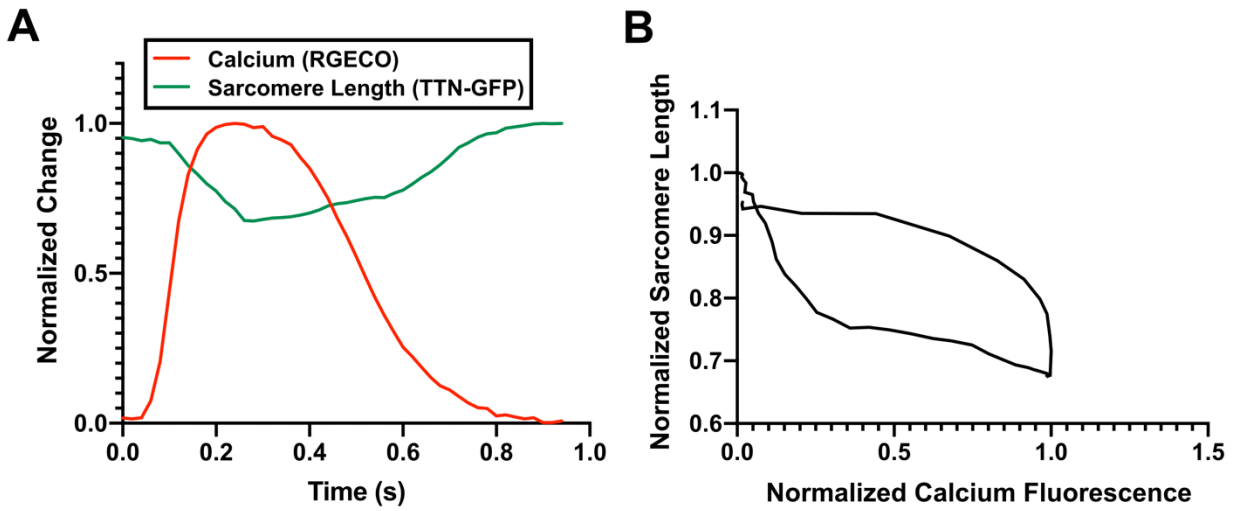 A
Calcium (RGECO)
Sarcomere Length (TTN-GFP)
Normalized Change
1.0
0.5
0.0
0.0 0.2 0.4 0.6 0.8 1.0
Time (s)
B
Normalized Sarcomere Length
1.1
1.0
0.9
0.8
0.7
0.6
0.0 0.5 1.0 1.5
Normalized Calcium Fluorescence